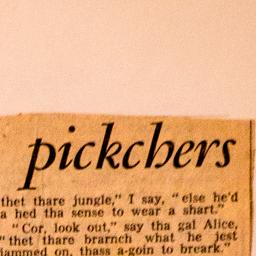 pickchers
thet thare jungle," I say, "else he'd
a hed tha sense to wear a shart."
"Cor, look out," say tha gal Alice,
"thet thare brarnch what he jest
jammed on, thass a-goin to breark."